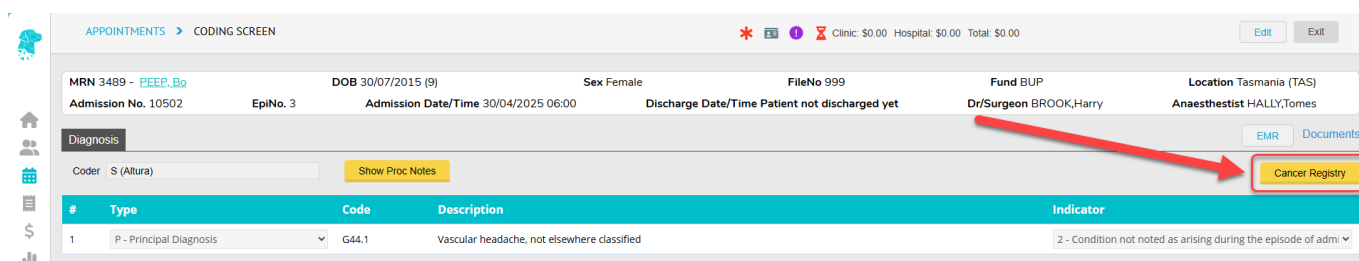 APPOINTMENTS > CODING SCREEN Clinic: $0.00 Hospital: $0.00 Total: $0.00 Edit Exit
MRN 3489 - PEEP, Bo DOB 30/07/2015 (9) Sex Female FileNo 999 Fund BUP Location Tasmania (TAS)
Admission No. 10502 EpiNo. 3 Admission Date/Time 30/04/2025 06:00 Discharge Date/Time Patient not discharged yet Dr/Surgeon BROOK,Harry Anaesthestist HALLY,Tomes
Diagnosis EMR Documents
Coder S (Altura) Show Proc Notes Cancer Registry
# Type Code Description Indicator
1 P - Principal Diagnosis G44.1 Vascular headache, not elsewhere classified 2 - Condition not noted as arising during the episode of admi